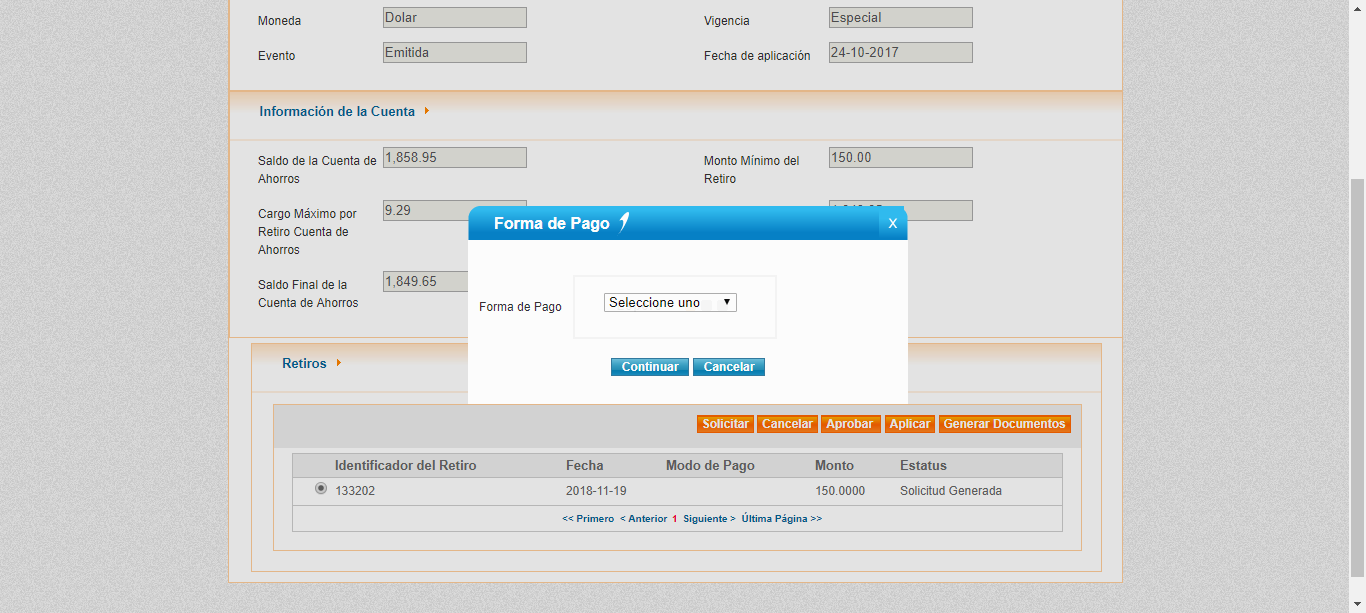 Moneda Dolar Vigencia Especial
Evento Emitida Fecha de aplicación 24-10-2017
Información de la Cuenta
Saldo de la Cuenta de 1,858.95 Monto Mínimo del 150.00
Ahorros Retiro
Cargo Máximo por 9.29
Retiro Cuenta de
Ahorros
Forma de Pago X
Saldo Final de la 1,849.65
Cuenta de Ahorros
Forma de Pago Seleccione uno
Continuar Cancelar
Retiros
Solicitar Cancelar Aprobar Aplicar Generar Documentos
Identificador del Retiro Fecha Modo de Pago Monto Estatus
133202 2018-11-19 150.0000 Solicitud Generada
<< Primero < Anterior 1 Siguiente > Última Página >>